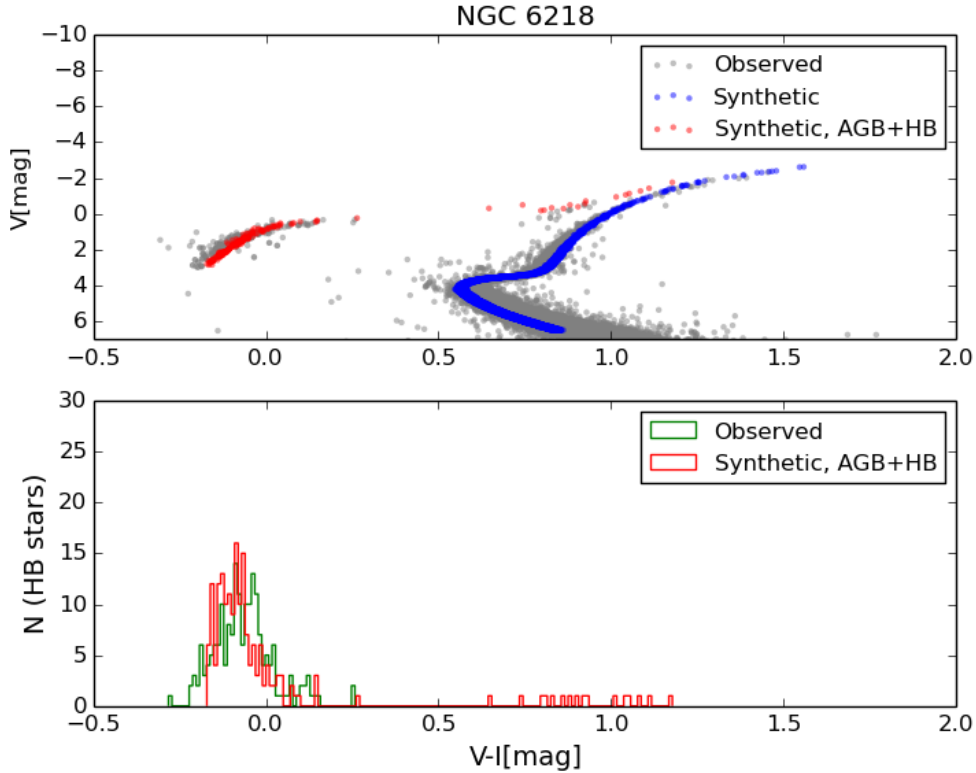 NGC 6218
−10
−8
−6
−4
−2
0
2
4
6
V[mag]
Observed
Synthetic
Synthetic, AGB+HB
−0.5 0.0 0.5 1.0 1.5 2.0
30
25
20
15
10
5
0
N (HB stars)
Observed
Synthetic, AGB+HB
−0.5 0.0 0.5 1.0 1.5 2.0
V-I[mag]